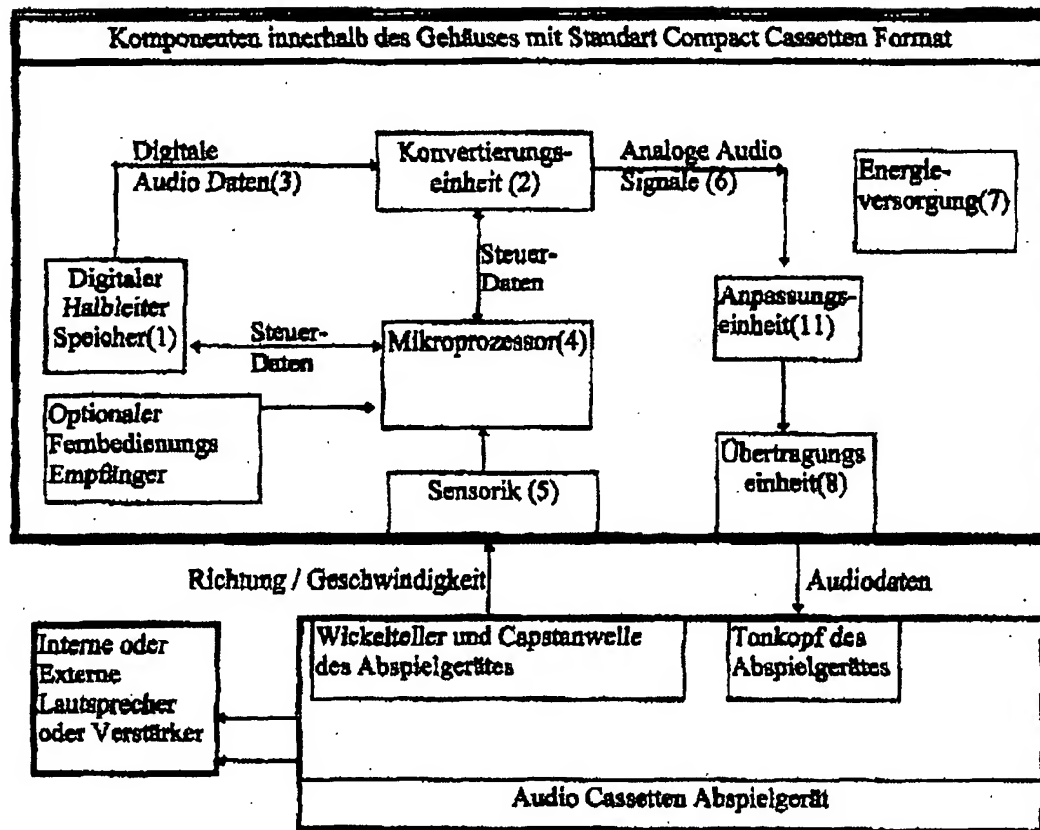 Komponenten innerhalb des Gehäuses mit Standart Compact Cassetten Format
Digitale
Audio Daten(3)
Konvertierungs-
einheit (2)
Analoge Audio
Signale (6)
Energie-
versorgung(7)
Steuer-
Daten
Digitaler
Halbleiter
Speicher(1)
Steuer-
Daten
Mikroprozessor(4)
Anpassungs-
einheit(11)
Optionaler
Fernbedienungs
Empfänger
Sensorik (5)
Übertragungs
einheit(8)
Richtung / Geschwindigkeit
Audiodaten
Interne oder
Externe
Lautsprecher
oder Verstärker
Wickelteller und Capstanwelle
des Abspielgerätes
Tonkopf des
Abspielgerätes
Audio Cassetten Abspielgerät